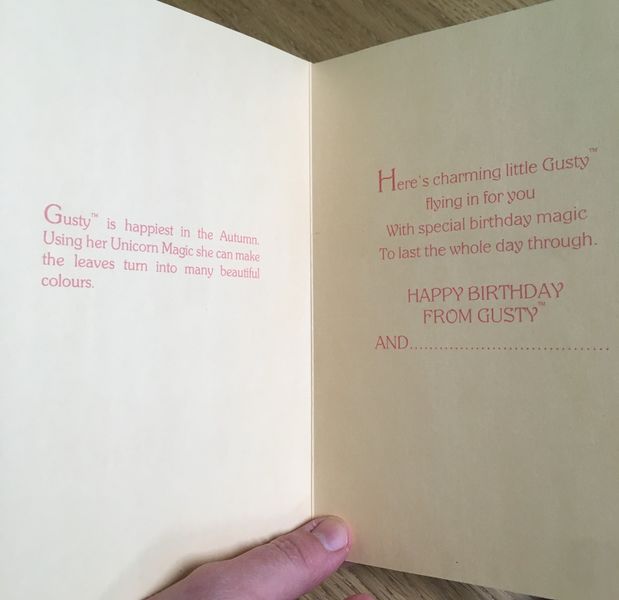 Gusty™ is happiest in the Autumn.
Using her Unicorn Magic she can make
the leaves turn into many beautiful
colours.
Here's charming little Gusty™
flying in for you
With special birthday magic
To last the whole day through.
HAPPY BIRTHDAY
FROM GUSTY™
AND....................................